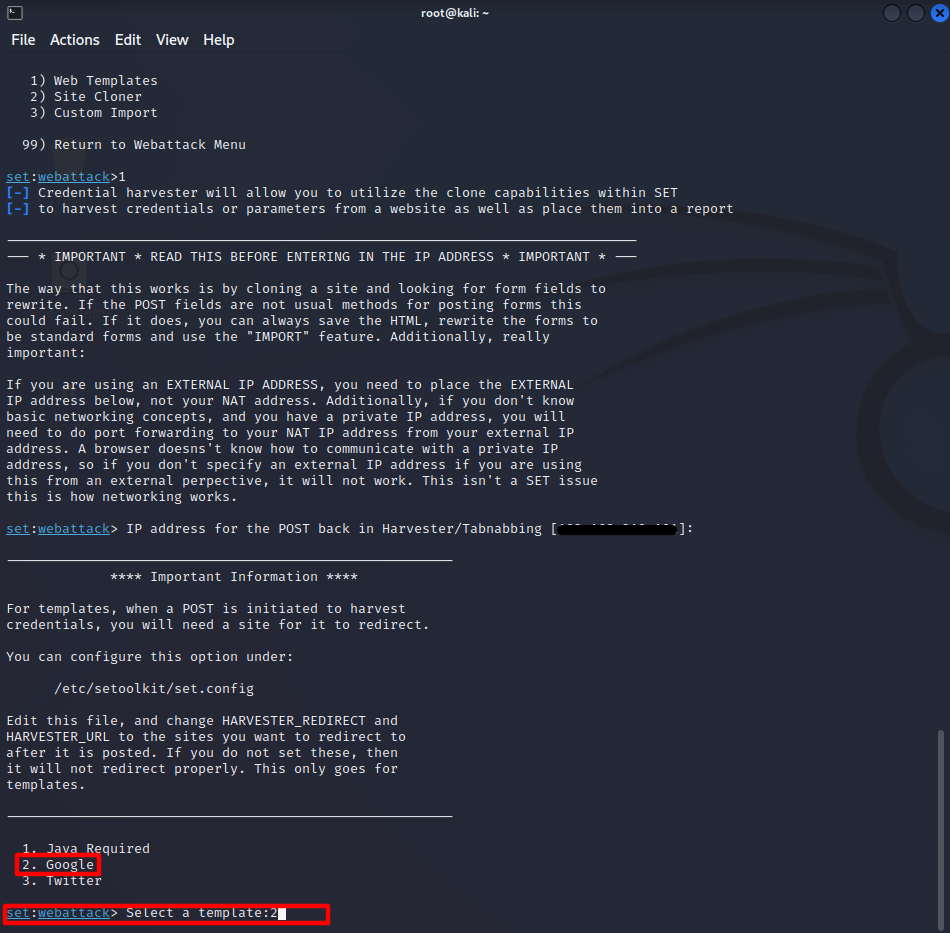 root@kali: ~
File Actions Edit View Help
1) Web Templates
2) Site Cloner
3) Custom Import
99) Return to Webattack Menu
set:webattack>1
[-] Credential harvester will allow you to utilize the clone capabilities within SET
[-] to harvest credentials or parameters from a website as well as place them into a report
--- * IMPORTANT * READ THIS BEFORE ENTERING IN THE IP ADDRESS * IMPORTANT * ---
The way that this works is by cloning a site and looking for form fields to
rewrite. If the POST fields are not usual methods for posting forms this
could fail. If it does, you can always save the HTML, rewrite the forms to
be standard forms and use the "IMPORT" feature. Additionally, really
important:
If you are using an EXTERNAL IP ADDRESS, you need to place the EXTERNAL
IP address below, not your NAT address. Additionally, if you don't know
basic networking concepts, and you have a private IP address, you will
need to do port forwarding to your NAT IP address from your external IP
address. A browser doesns't know how to communicate with a private IP
address, so if you don't specify an external IP address if you are using
this from an external perpective, it will not work. This isn't a SET issue
this is how networking works.
set:webattack> IP address for the POST back in Harvester/Tabnabbing []:
**** Important Information ****
For templates, when a POST is initiated to harvest
credentials, you will need a site for it to redirect.
You can configure this option under:
/etc/setoolkit/set.config
Edit this file, and change HARVESTER_REDIRECT and
HARVESTER_URL to the sites you want to redirect to
after it is posted. If you do not set these, then
it will not redirect properly. This only goes for
templates.
1. Java Required
2. Google
3. Twitter
set:webattack> Select a template:2